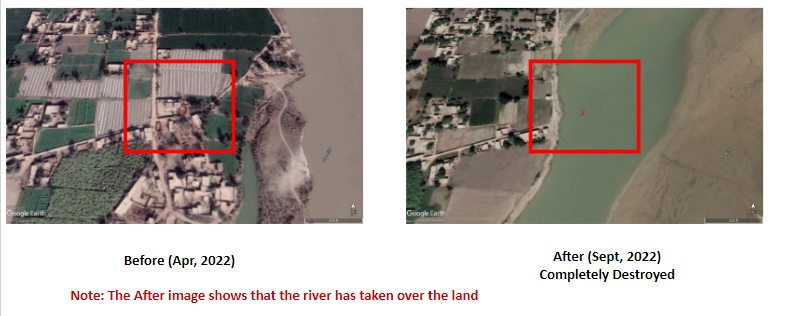 Google Earth
Google Earth
Before (Apr, 2022)
After (Sept, 2022)
Completely Destroyed
Note: The After image shows that the river has taken over the land